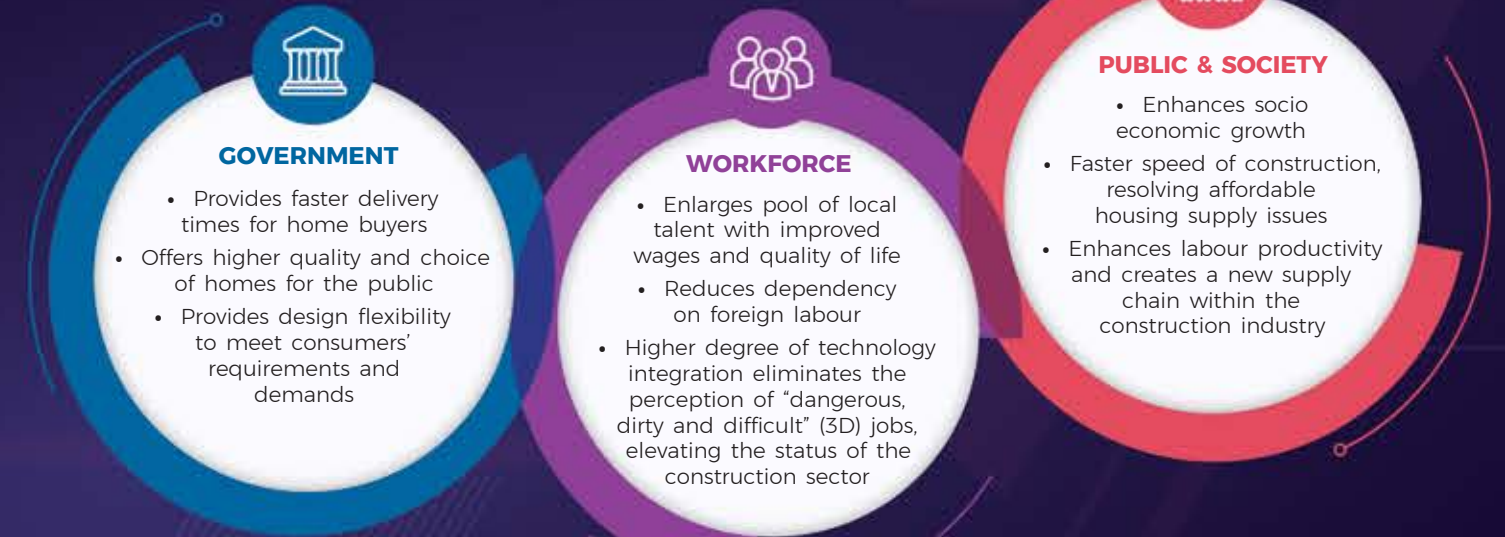 GOVERNMENT
• Provides faster delivery
times for home buyers
• Offers higher quality and choice
of homes for the public
• Provides design flexibility
to meet consumers’
requirements and
demands
WORKFORCE
• Enlarges pool of local
talent with improved
wages and quality of life
• Reduces dependency
on foreign labour
• Higher degree of technology
integration eliminates the
perception of “dangerous,
dirty and difficult” (3D) jobs,
elevating the status of the
construction sector
PUBLIC & SOCIETY
• Enhances socio
economic growth
• Faster speed of construction,
resolving affordable
housing supply issues
• Enhances labour productivity
and creates a new supply
chain within the
construction industry